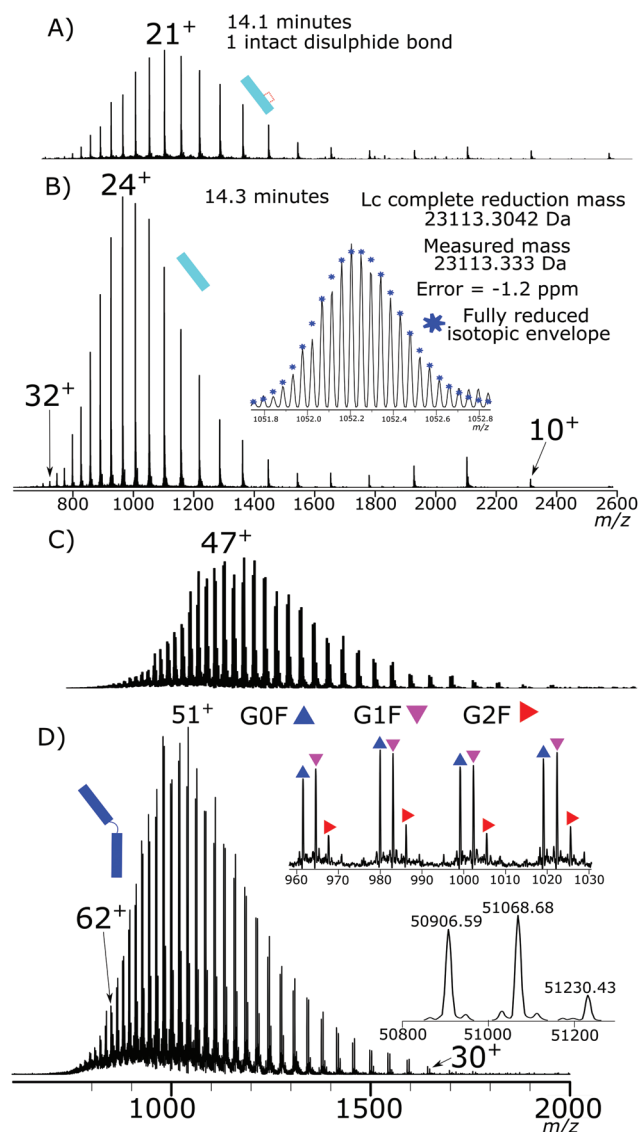 A)
14.1 minutes
1 intact disulphide bond
21+
B)
24+
14.3 minutes
Lc complete reduction mass
23113.3042 Da
Measured mass
23113.333 Da
Error = -1.2 ppm
Fully reduced
isotopic envelope
32+
10+
1051.8 1052.0 1052.2 1052.4 1052.6 1052.8
m/z
800 1000 1200 1400 1600 1800 2000 2200 2400 2600
m/z
C)
47+
D)
51+
G0F G1F G2F
62+
960 970 980 990 1000 1010 1020 1030
50906.59
51068.68
51230.43
50800 51000 51200
30+
1000 1500 2000
m/z